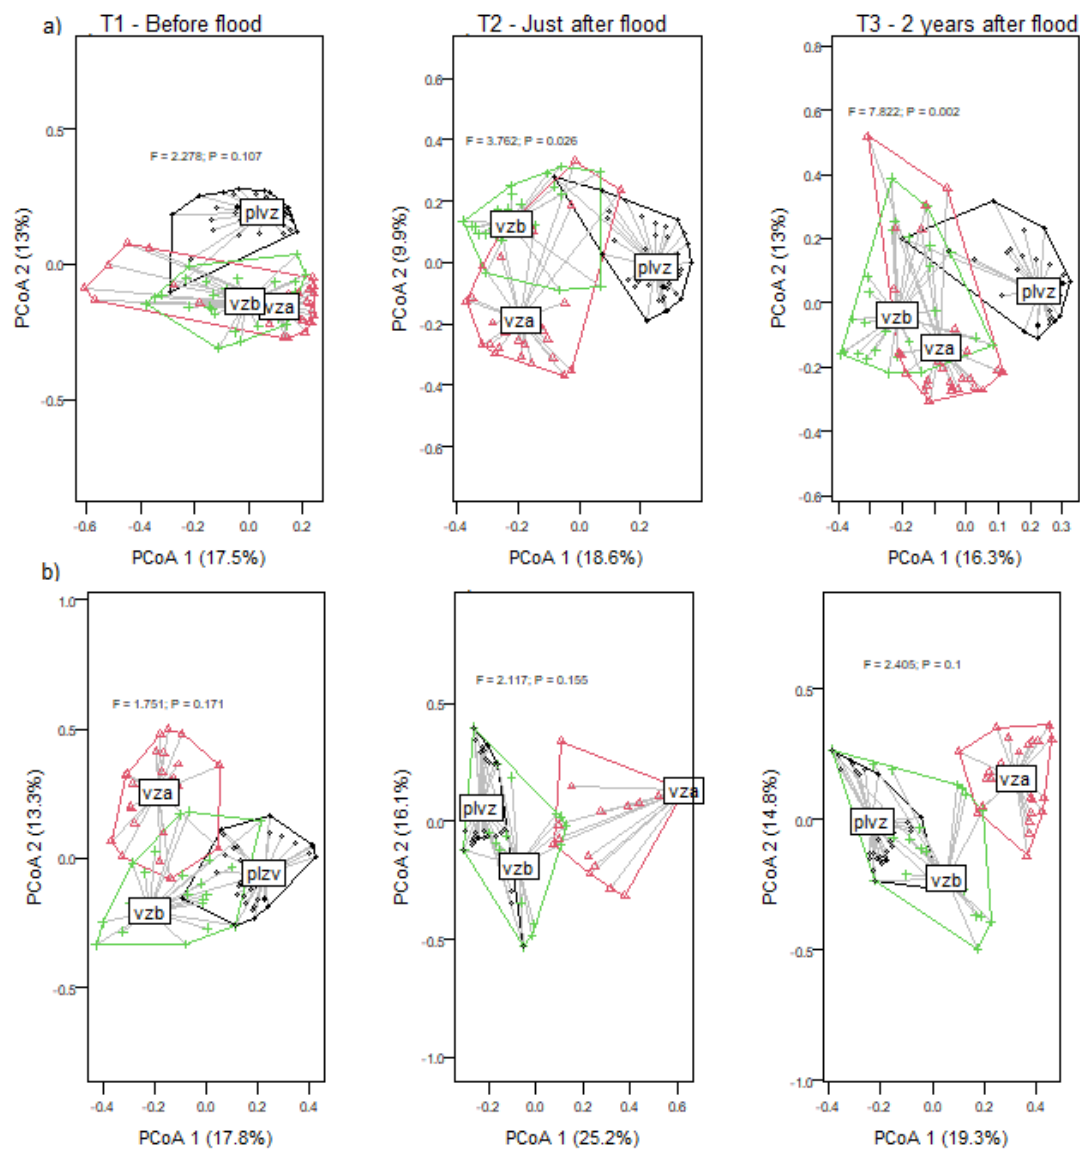 a) T1 - Before flood T2 - Just after flood T3 - 2 years after flood
PCoA 2 (13%)
0.5
0.0
-0.5
F = 2.278; P = 0.107
plvz
vzb
vza
-0.6 -0.4 -0.2 0.0 0.2
PCoA 1 (17.5%)
PCoA 2 (9.9%)
0.6
0.4
0.2
0.0
-0.2
-0.4
-0.6
F = 3.762; P = 0.026
vzb
plvz
vza
-0.4 -0.2 0.0 0.2
PCoA 1 (18.6%)
PCoA 2 (13%)
0.8
0.6
0.4
0.2
0.0
-0.2
-0.4
-0.6
F = 7.822; P = 0.002
plvz
vzb
vza
-0.4 -0.2 0.0 0.1 0.2 0.3
PCoA 1 (16.3%)
b)
PCoA 2 (13.3%)
1.0
0.5
0.0
-0.5
F = 1.751; P = 0.171
vza
plzv
vzb
-0.4 -0.2 0.0 0.2 0.4
PCoA 1 (17.8%)
PCoA 2 (16.1%)
0.5
0.0
-0.5
-1.0
F = 2.117; P = 0.155
vza
plvz
vzb
-0.2 0.0 0.2 0.4 0.6
PCoA 1 (25.2%)
PCoA 2 (14.8%)
0.5
0.0
-0.5
-1.0
F = 2.405; P = 0.1
vza
plvz
vzb
-0.4 -0.2 0.0 0.2 0.4
PCoA 1 (19.3%)